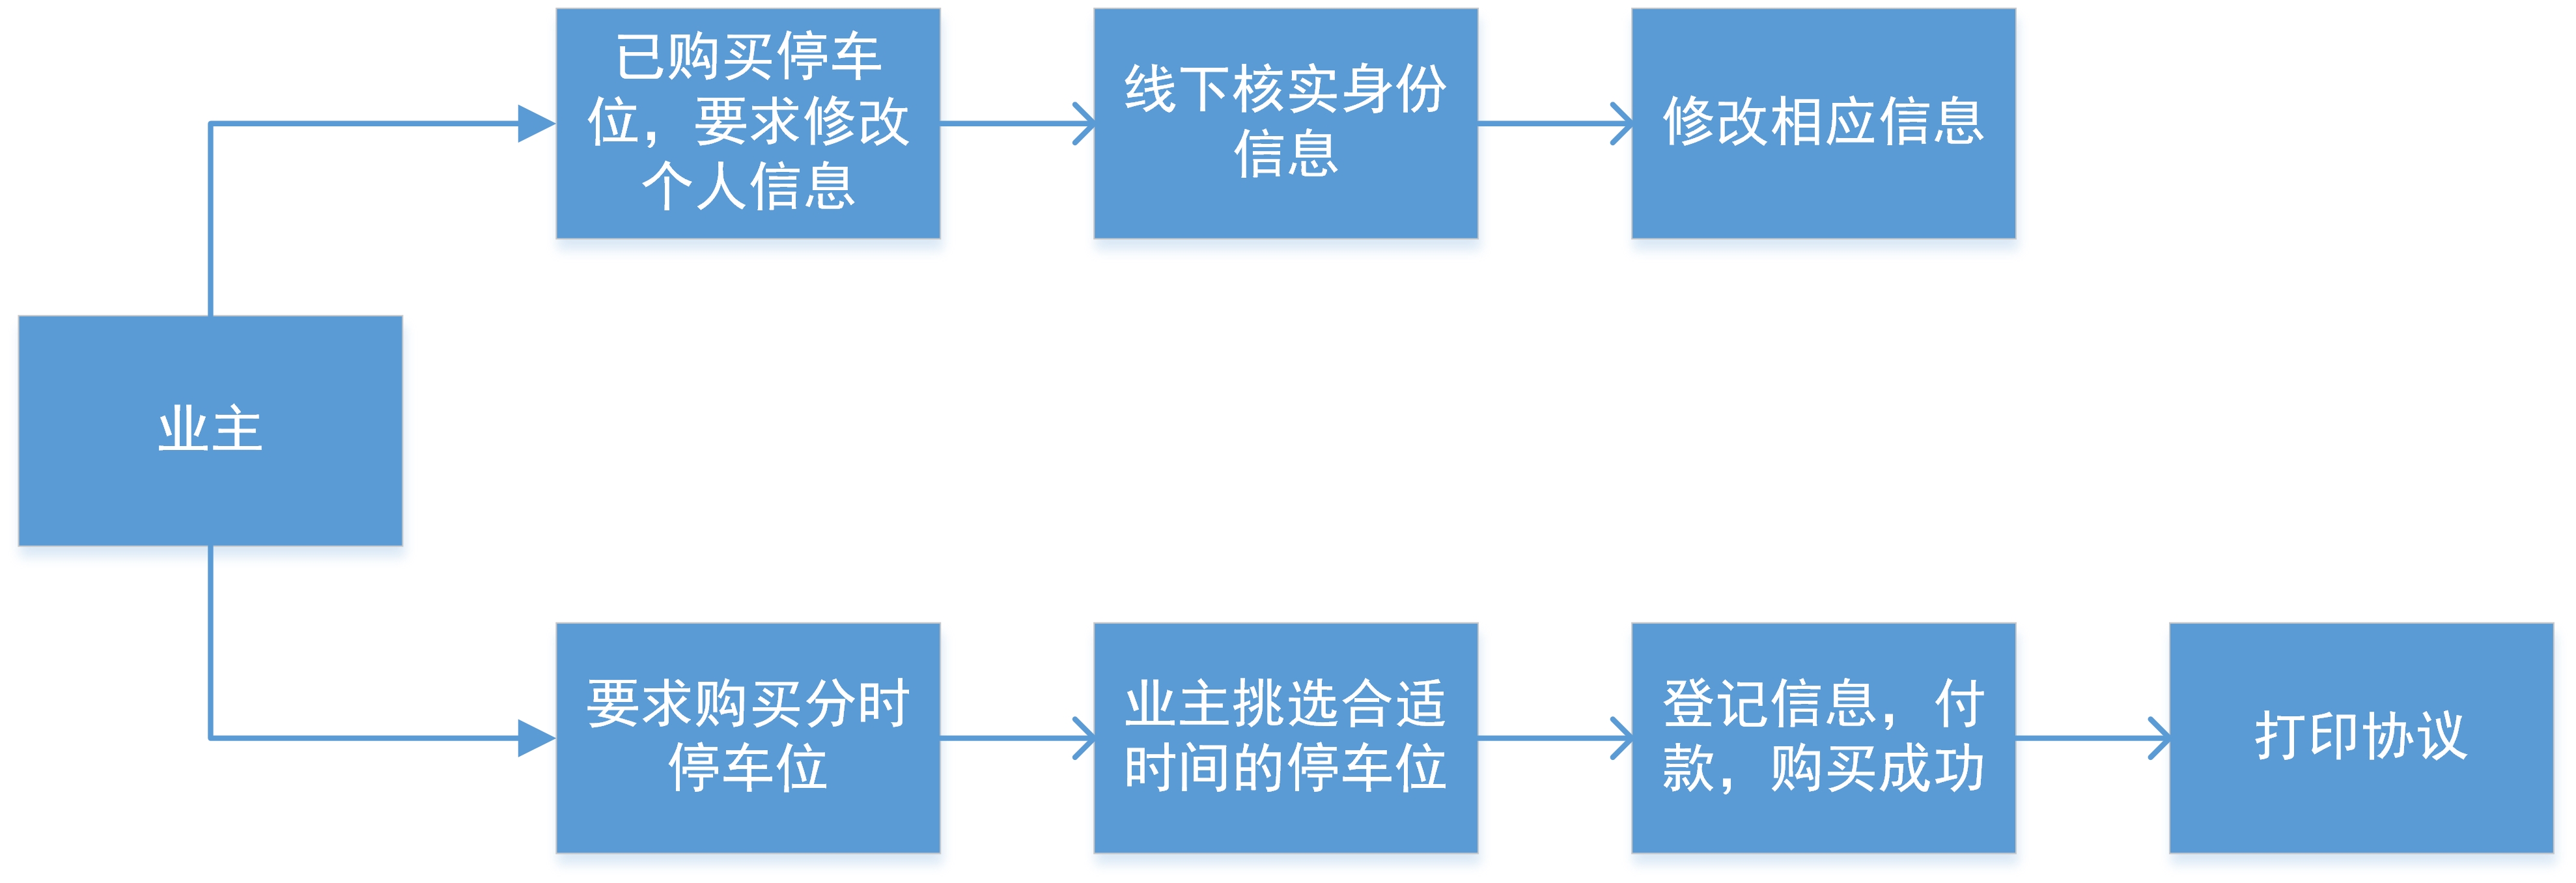 已购买停车
位，要求修改
个人信息
线下核实身份
信息
修改相应信息
业主
要求购买分时
停车位
业主挑选合适
时间的停车位
登记信息，付
款，购买成功
打印协议